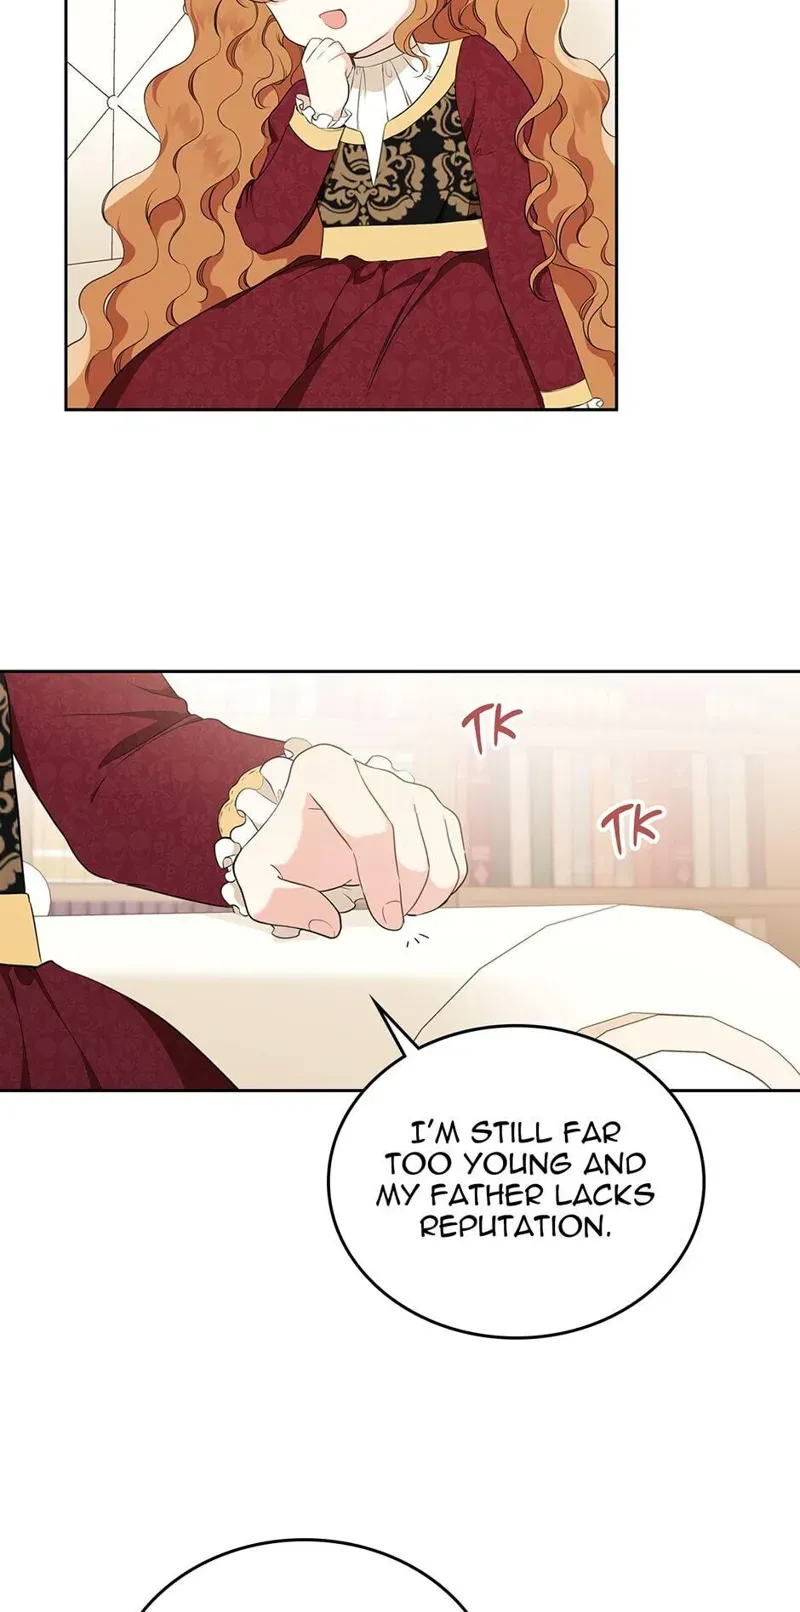 TK
TK
I'M STILL FAR
TOO YOUNG AND
MY FATHER LACKS
REPUTATION.